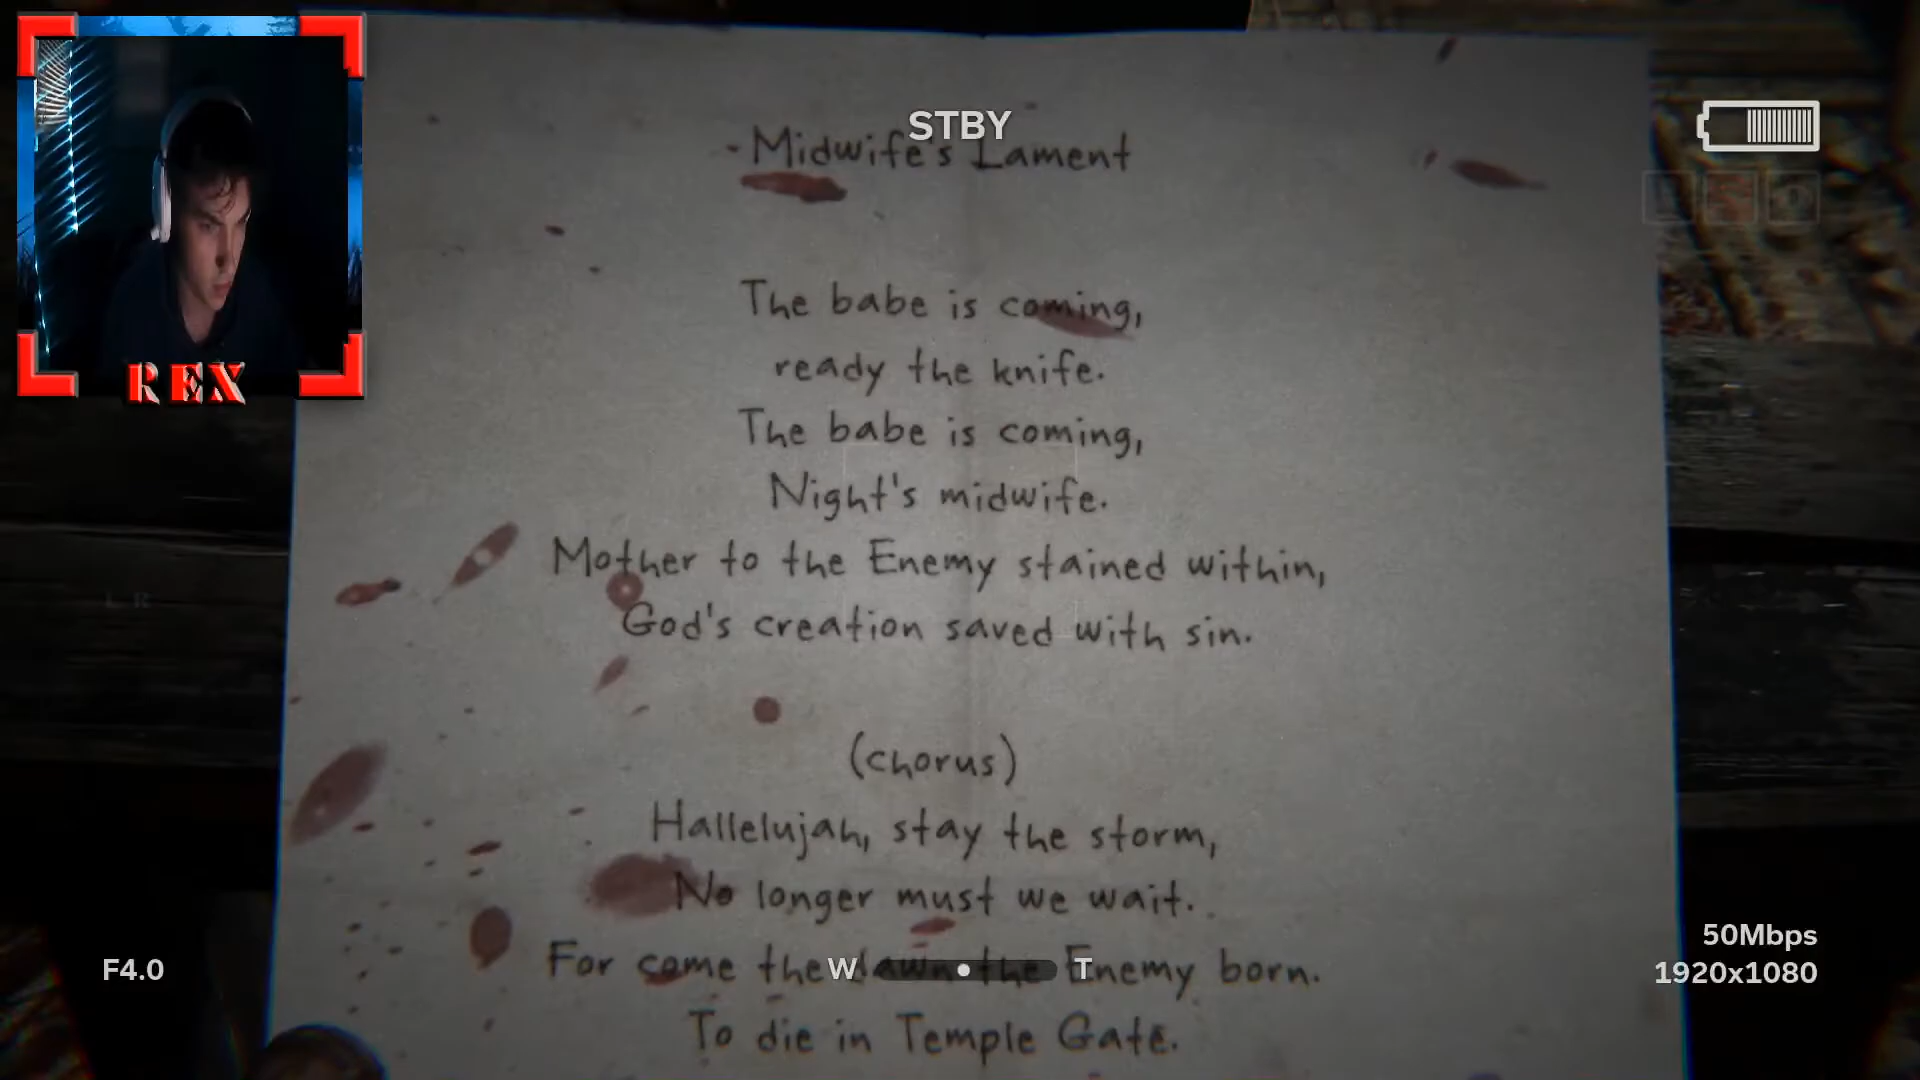 STBY
- Midwife's Lament
The babe is coming,
ready the knife.
The babe is coming,
Night's midwife.
Mother to the Enemy stained within,
God's creation saved with sin.
(chorus)
Hallelujah, stay the storm,
No longer must we wait.
For come the dawn the Enemy born.
To die in Temple Gate.
REX
F4.0
W T
50Mbps
1920x1080